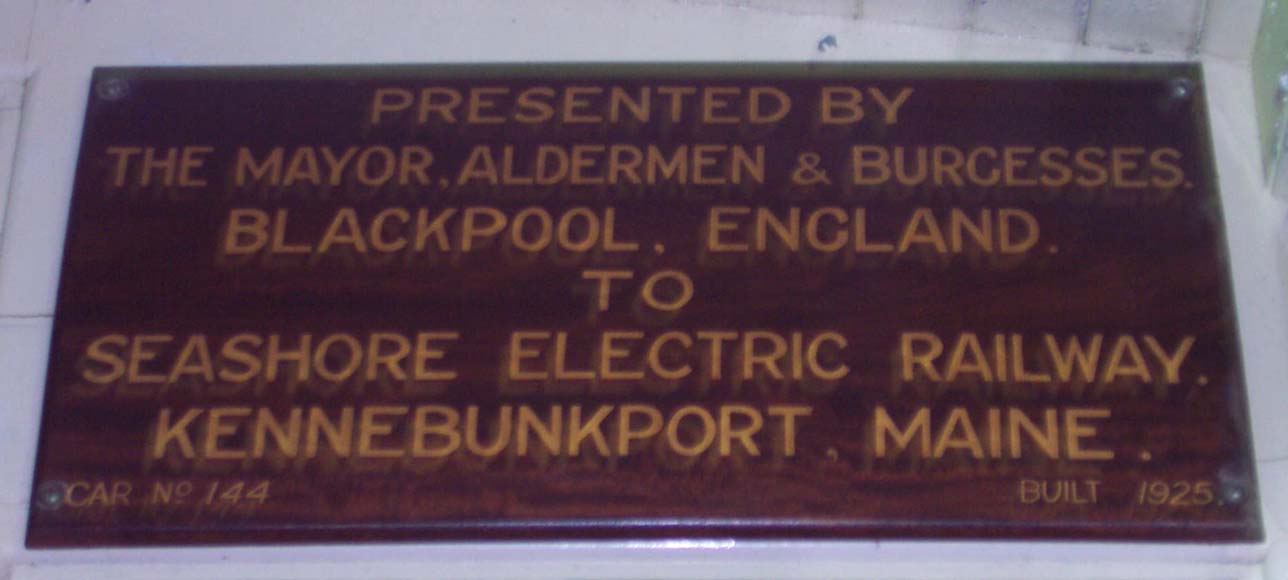 PRESENTED BY
THE MAYOR, ALDERMEN & BURGESSES.
BLACKPOOL, ENGLAND.
TO
SEASHORE ELECTRIC RAILWAY.
KENNEBUNKPORT, MAINE.
CAR Nº 144 BUILT 1925.